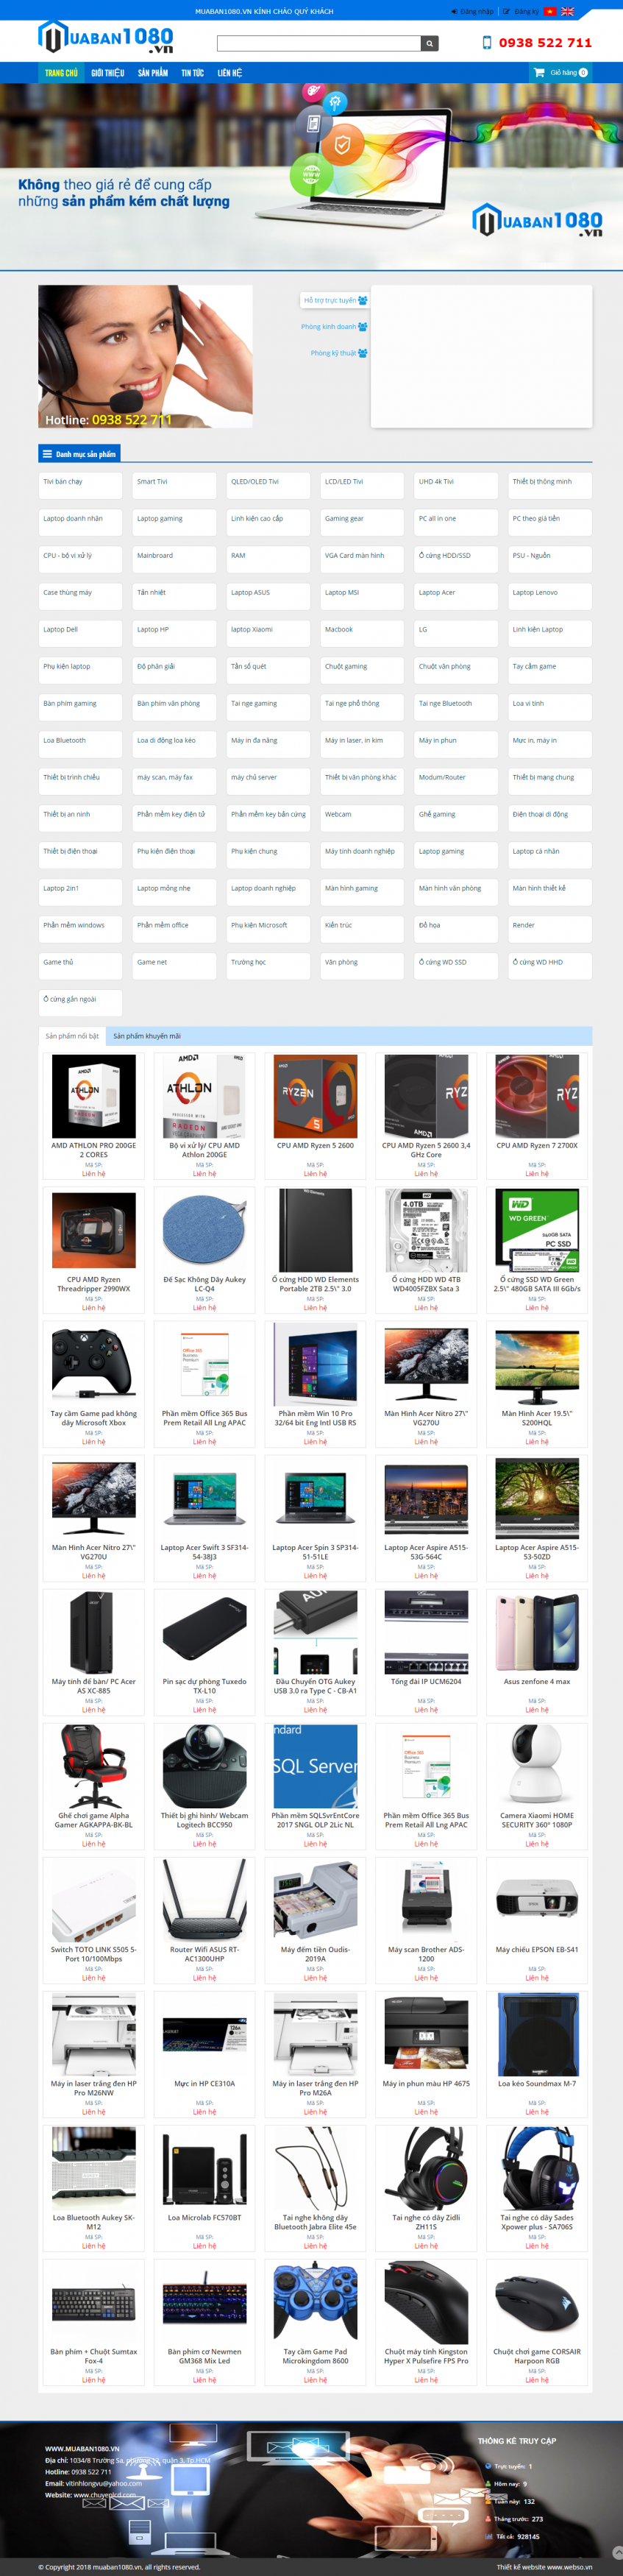 MUABAN1080.VN KÍNH CHÀO QUÝ KHÁCH
Đăng nhập
Đăng ký
UABAN1080
.vn
0938 522 711
TRANG CHỦ GIỚI THIỆU SẢN PHẨM TIN TỨC LIÊN HỆ
Giỏ hàng 0
Không theo giá rẻ để cung cấp
những sản phẩm kém chất lượng
UABAN1080
.vn
Hỗ trợ trực tuyến
Phòng kinh doanh
Phòng kỹ thuật
Hotline: 0938 522 711
Danh mục sản phẩm
Tivi bán chạy Smart Tivi QLED/OLED Tivi LCD/LED Tivi UHD 4k Tivi Thiết bị thông minh
Laptop doanh nhân Laptop gaming Linh kiện cao cấp Gaming gear PC all in one PC theo giá tiền
CPU - bộ vi xử lý Mainboard RAM VGA Card màn hình Ổ cứng HDD/SSD PSU - Nguồn
Case thùng máy Tản nhiệt Laptop ASUS Laptop MSI Laptop Acer Laptop Lenovo
Laptop Dell Laptop HP laptop Xiaomi Macbook LG Linh kiện Laptop
Phụ kiện laptop Độ phân giải Tần số quét Chuột gaming Chuột văn phòng Tay cầm game
Bàn phím gaming Bàn phím văn phòng Tai nge gaming Tai nge phổ thông Tai nge Bluetooth Loa vi tính
Loa Bluetooth Loa di động loa kéo Máy in đa năng Máy in laser, in kim Máy in phun Mực in, máy in
Thiết bị trình chiếu máy scan, máy fax máy chủ server Thiết bị văn phòng khác Modum/Router Thiết bị mạng chung
Thiết bị an ninh Phần mềm key điện tử Phần mềm key bản cứng Webcam Ghế gaming Điện thoại di động
Thiết bị điện thoại Phụ kiện điện thoại Phụ kiện chung Máy tính doanh nghiệp Laptop gaming Laptop cá nhân
Laptop 2in1 Laptop mỏng nhẹ Laptop doanh nghiệp Màn hình gaming Màn hình văn phòng Màn hình thiết kế
Phần mềm windows Phần mềm office Phụ kiện Microsoft Kiến trúc Đồ họa Render
Game thủ Game net Trường học Văn phòng Ổ cứng WD SSD Ổ cứng WD HHD
Ổ cứng gắn ngoài
Sản phẩm nổi bật Sản phẩm khuyến mãi
AMD ATHLON PRO 200GE Bộ vi xử lý/ CPU AMD CPU AMD Ryzen 5 2600 CPU AMD Ryzen 5 2600 3,4 CPU AMD Ryzen 7 2700X
2 CORES Athlon 200GE GHz Core
Mã SP: Mã SP: Mã SP: Mã SP: Mã SP:
Liên hệ Liên hệ Liên hệ Liên hệ Liên hệ
CPU AMD Ryzen Đế Sạc Không Dây Aukey Ổ cứng HDD WD Elements Ổ cứng HDD WD 4TB Ổ cứng SSD WD Green
Threadripper 2990WX LC-Q4 Portable 2TB 2.5\" 3.0 WD4005FZBX Sata 3 2.5\" 480GB SATA III 6Gb/s
Mã SP: Mã SP: Mã SP: Mã SP: Mã SP:
Liên hệ Liên hệ Liên hệ Liên hệ Liên hệ
Tay cầm Game pad không Phần mềm Office 365 Bus Phần mềm Win 10 Pro Màn Hình Acer Nitro 27\" Màn Hình Acer 19.5\"
dây Microsoft Xbox Prem Retail All Lng APAC 32/64 bit Eng Intl USB RS VG270U S200HQL
Mã SP: Mã SP: Mã SP: Mã SP: Mã SP:
Liên hệ Liên hệ Liên hệ Liên hệ Liên hệ
Màn Hình Acer Nitro 27\" Laptop Acer Swift 3 SF314- Laptop Acer Spin 3 SP314- Laptop Acer Aspire A515- Laptop Acer Aspire A515-
VG270U 54-38J3 51-51LE 53G-564C 53-50ZD
Mã SP: Mã SP: Mã SP: Mã SP: Mã SP:
Liên hệ Liên hệ Liên hệ Liên hệ Liên hệ
Máy tính để bàn/ PC Acer Pin sạc dự phòng Tuxedo Đầu Chuyển OTG Aukey Tổng đài IP UCM6204 Asus zenfone 4 max
AS XC-885 TX-L10 USB 3.0 ra Type C - CB-A1
Mã SP: Mã SP: Mã SP: Mã SP: Mã SP:
Liên hệ Liên hệ Liên hệ Liên hệ Liên hệ
Ghế chơi game Alpha Thiết bị ghi hình/ Webcam Phần mềm SQLSvrEntCore Phần mềm Office 365 Bus Camera Xiaomi HOME
Gamer AGKAPPA-BK-BL Logitech BCC950 2017 SNGL OLP 2Lic NL Prem Retail All Lng APAC SECURITY 360° 1080P
Mã SP: Mã SP: Mã SP: Mã SP: Mã SP:
Liên hệ Liên hệ Liên hệ Liên hệ Liên hệ
Switch TOTO LINK S505 5- Router Wifi ASUS RT- Máy đếm tiền Oudis- Máy scan Brother ADS- Máy chiếu EPSON EB-S41
Port 10/100Mbps AC1300UHP 2019A 1200
Mã SP: Mã SP: Mã SP: Mã SP: Mã SP:
Liên hệ Liên hệ Liên hệ Liên hệ Liên hệ
Máy in laser trắng đen HP Mực in HP CE310A Máy in laser trắng đen HP Máy in phun màu HP 4675 Loa kéo Soundmax M-7
Pro M26NW Pro M26A
Mã SP: Mã SP: Mã SP: Mã SP: Mã SP:
Liên hệ Liên hệ Liên hệ Liên hệ Liên hệ
Loa Bluetooth Aukey SK- Loa Microlab FC570BT Tai nghe không dây Tai nghe có dây Zidli Tai nghe có dây Sades
M12 Bluetooth Jabra Elite 45e ZH11S Xpower plus - SA706S
Mã SP: Mã SP: Mã SP: Mã SP: Mã SP:
Liên hệ Liên hệ Liên hệ Liên hệ Liên hệ
Bàn phím + Chuột Sumtax Bàn phím cơ Newmen Tay cầm Game Pad Chuột máy tính Kingston Chuột chơi game CORSAIR
Fox-4 GM368 Mix Led Microkingdom 8600 Hyper X Pulsefire FPS Pro Harpoon RGB
Mã SP: Mã SP: Mã SP: Mã SP: Mã SP:
Liên hệ Liên hệ Liên hệ Liên hệ Liên hệ
WWW.MUABAN1080.VN
Địa chỉ: 1034/8 Trường Sa, phường 12, quận 3, Tp.HCM
Hotline: 0938 522 711
Email: vitinhlongvu@yahoo.com
Website: www.chuyenlcd.com
THỐNG KÊ TRUY CẬP
Trực tuyến: 1
Hôm nay: 9
Tuần này: 132
Tháng trước: 273
Tất cả: 928145
© Copyright 2018 muaban1080.vn, all rights reserved.
Thiết kế website www.webso.vn